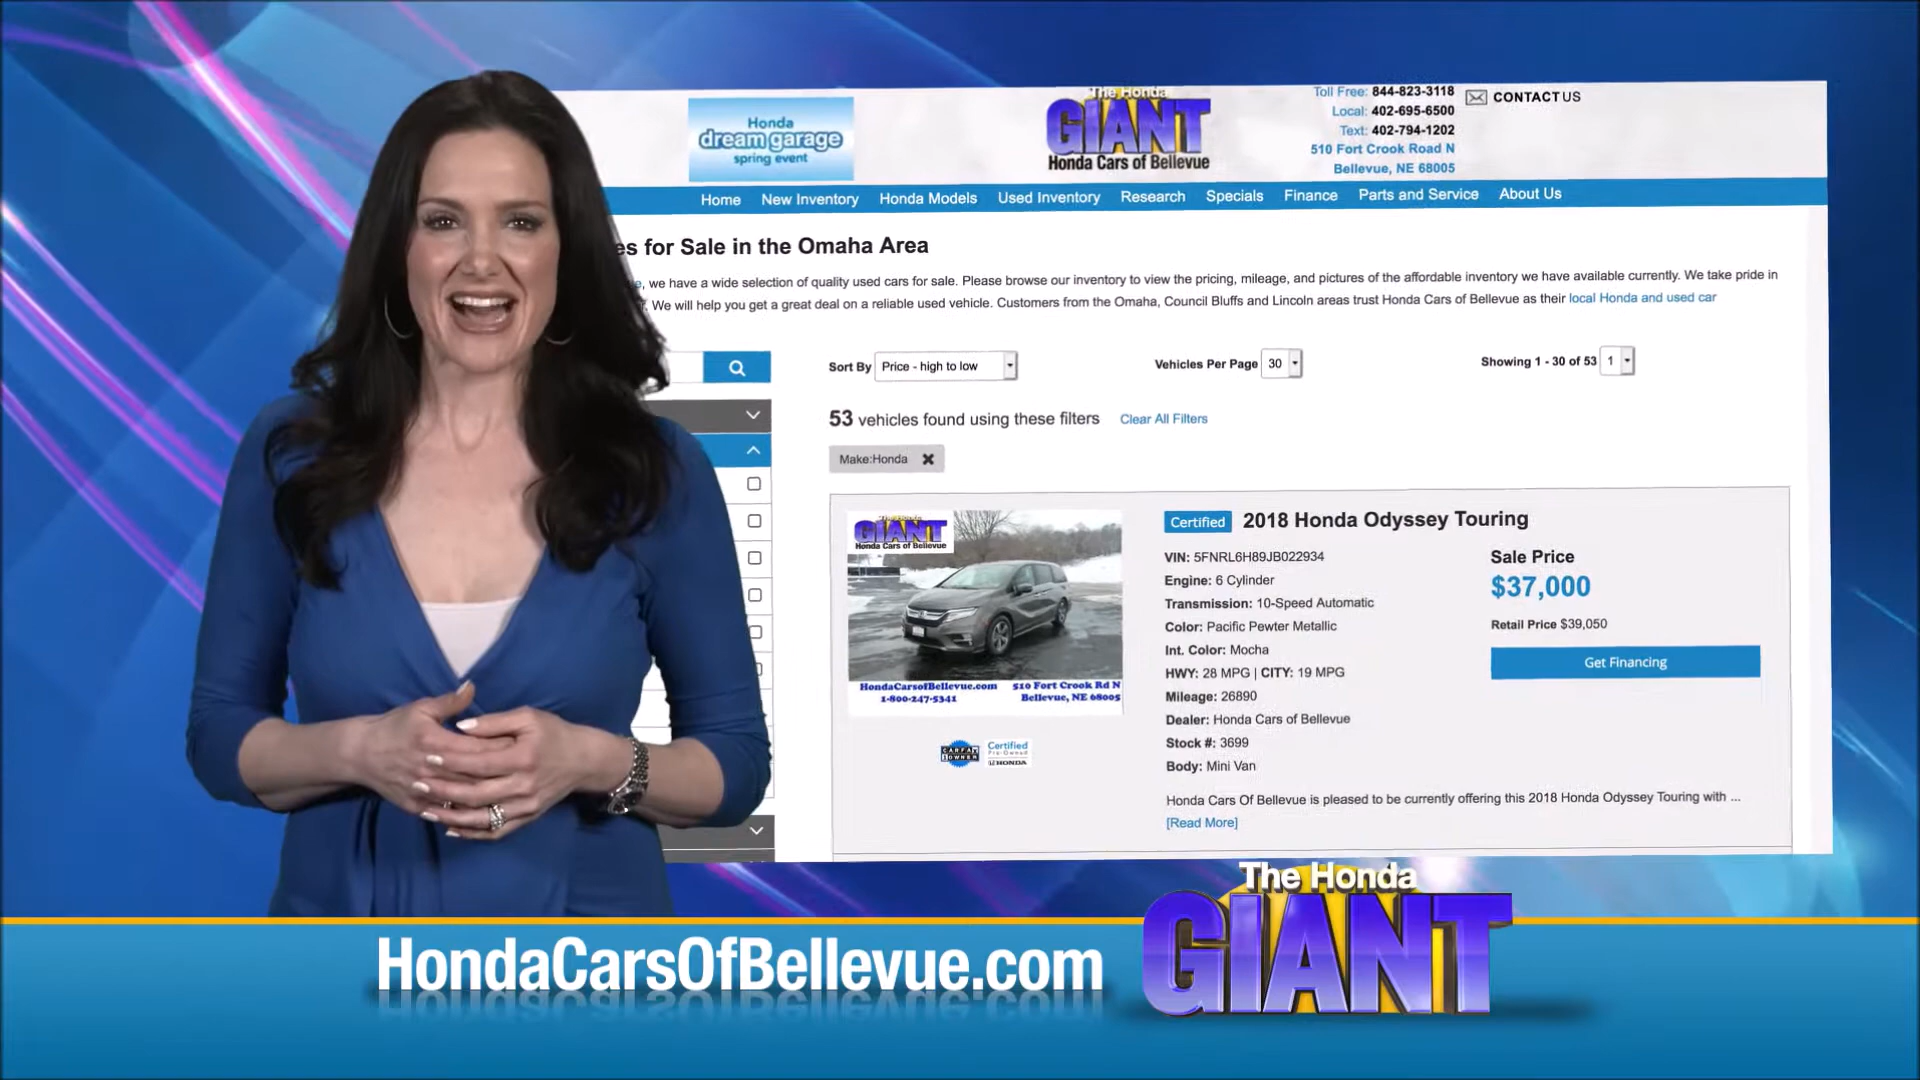 Honda
dream garage
spring event
The Honda
GIANT
Honda Cars of Bellevue
Toll Free: 844-823-3118
Local: 402-695-6500
Text: 402-794-1202
510 Fort Crook Road N
Bellevue, NE 68005
CONTACT US
Home New Inventory Honda Models Used Inventory Research Specials Finance Parts and Service About Us
es for Sale in the Omaha Area
e, we have a wide selection of quality used cars for sale. Please browse our inventory to view the pricing, mileage, and pictures of the affordable inventory we have available currently. We take pride in
We will help you get a great deal on a reliable used vehicle. Customers from the Omaha, Council Bluffs and Lincoln areas trust Honda Cars of Bellevue as their local Honda and used car
Sort By Price - high to low
Vehicles Per Page 30
Showing 1 - 30 of 53 1
53 vehicles found using these filters Clear All Filters
Make:Honda ✖
The Honda
GIANT
Honda Cars of Bellevue
HondaCarsofBellevue.com 510 Fort Crook Rd N
1-800-247-5341 Bellevue, NE 68005
CARFAX
1 OWNER
Certified
Pre-Owned
HONDA
Certified 2018 Honda Odyssey Touring
VIN: 5FNRL6H89JB022934
Engine: 6 Cylinder
Transmission: 10-Speed Automatic
Color: Pacific Pewter Metallic
Int. Color: Mocha
HWY: 28 MPG | CITY: 19 MPG
Mileage: 26890
Dealer: Honda Cars of Bellevue
Stock #: 3699
Body: Mini Van
Sale Price
$37,000
Retail Price $39,050
Get Financing
Honda Cars Of Bellevue is pleased to be currently offering this 2018 Honda Odyssey Touring with ...
[Read More]
HondaCarsOfBellevue.com
The Honda
GIANT